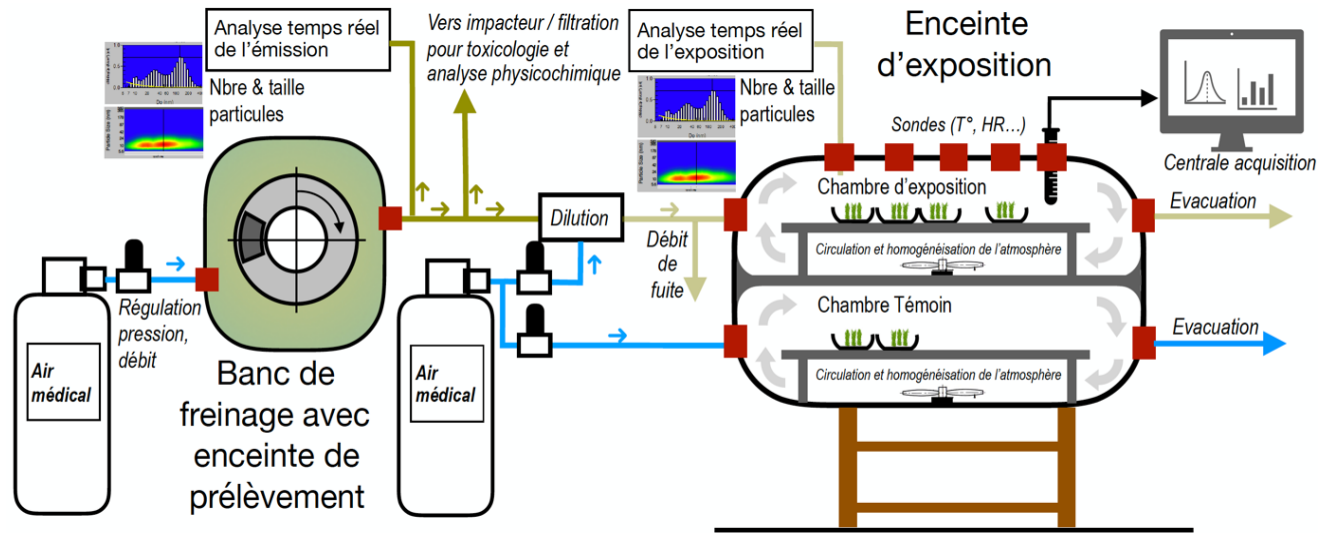 Analyse temps réel
de l'émission
Nbre & taille
particules
Vers impacteur / filtration
pour toxicologie et
analyse physicochimique
Analyse temps réel
de l'exposition
Nbre & taille
particules
Enceinte
d'exposition
Sondes (T°, HR...)
Centrale acquisition
Chambre d'exposition
Evacuation
Circulation et homogénéisation de l'atmosphère
Dilution
Débit
de
fuite
Chambre Témoin
Evacuation
Circulation et homogénéisation de l'atmosphère
Régulation
pression,
débit
Air
médical
Air
médical
Banc de
freinage avec
enceinte de
prélèvement